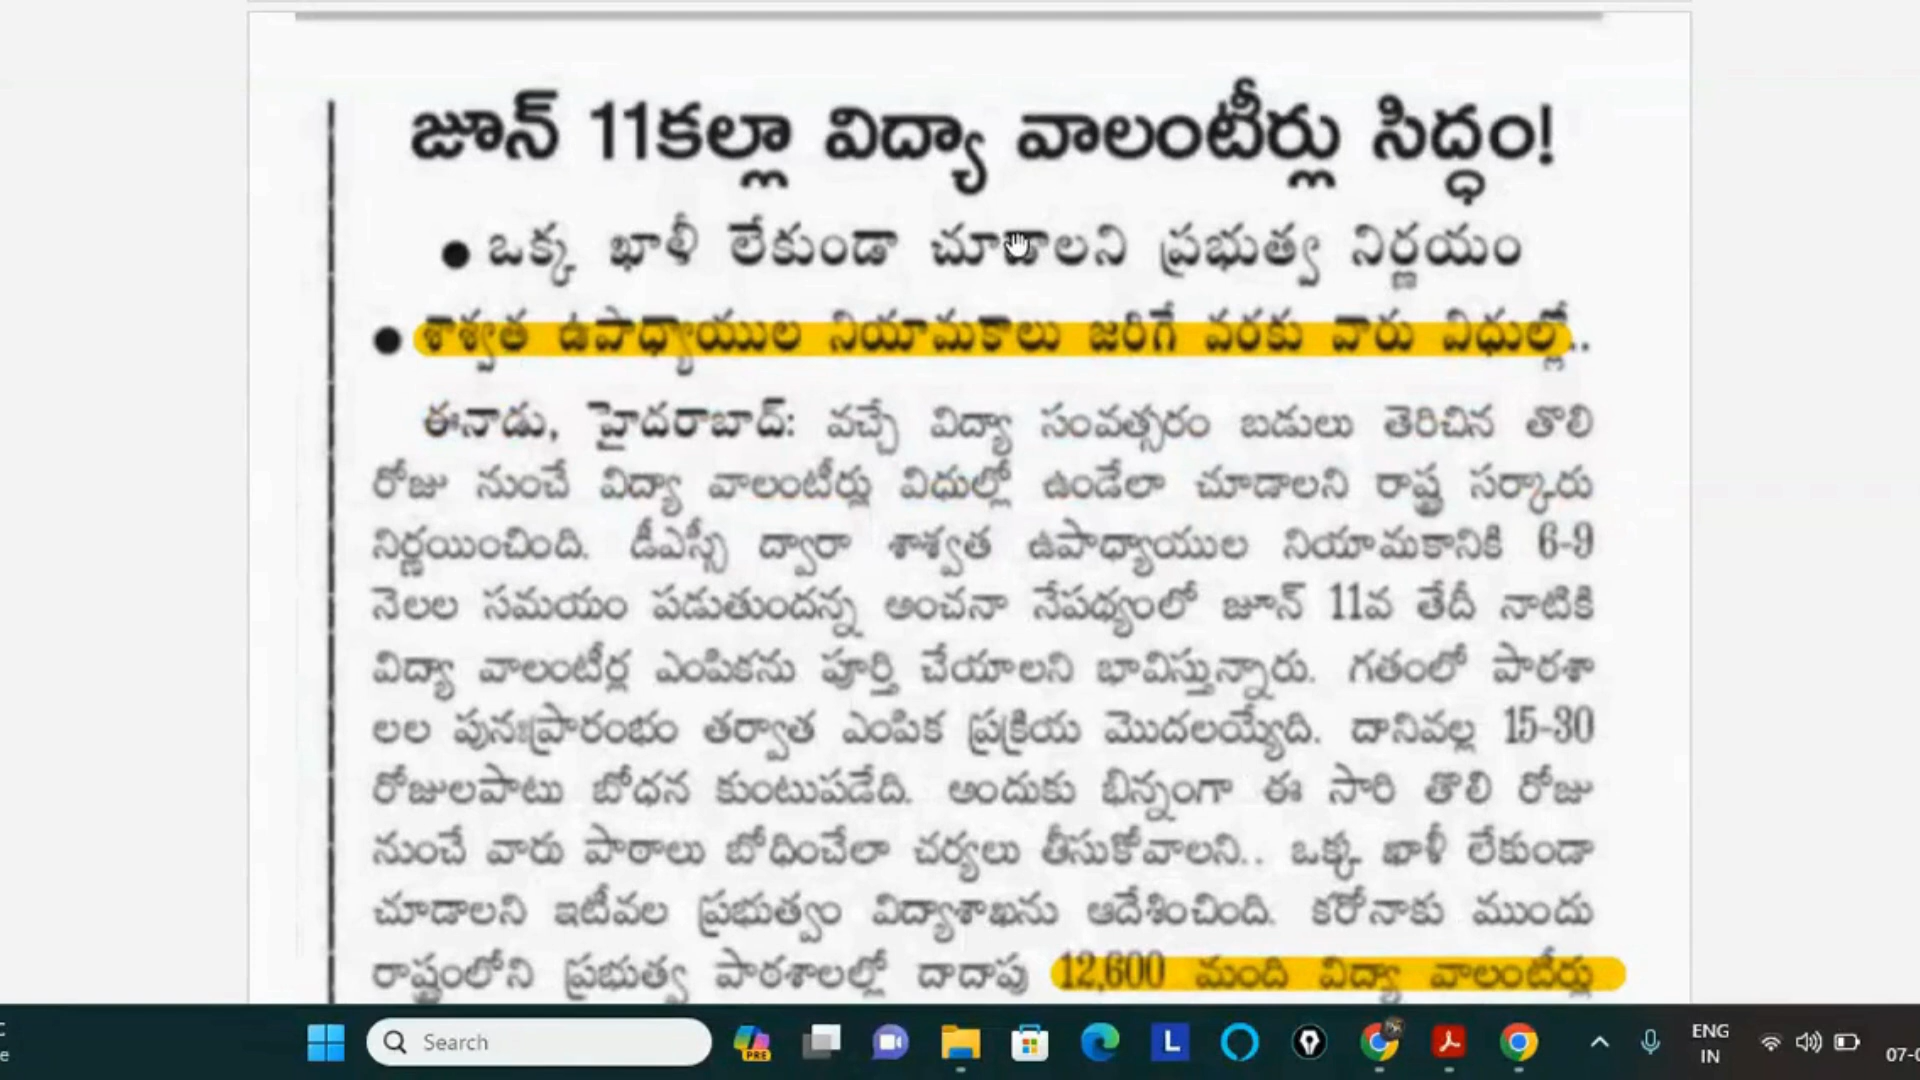 జూన్ 11కల్లా విద్యా వాలంటీర్లు సిద్ధం!
● ఒక్క ఖాళీ లేకుండా చూడాలని ప్రభుత్వ నిర్ణయం
● శాశ్వత ఉపాధ్యాయుల నియామకాలు జరిగే వరకు వారు విధుల్లో..
ఈనాడు, హైదరాబాద్: వచ్చే విద్యా సంవత్సరం బడులు తెరిచిన తొలి
రోజు నుంచే విద్యా వాలంటీర్లు విధుల్లో ఉండేలా చూడాలని రాష్ట్ర సర్కారు
నిర్ణయించింది. డీఎస్సీ ద్వారా శాశ్వత ఉపాధ్యాయుల నియామకానికి 6-9
నెలల సమయం పడుతుందన్న అంచనా నేపథ్యంలో జూన్ 11వ తేదీ నాటికి
విద్యా వాలంటీర్ల ఎంపికను పూర్తి చేయాలని భావిస్తున్నారు. గతంలో పాఠశా
లల పునఃప్రారంభం తర్వాత ఎంపిక ప్రక్రియ మొదలయ్యేది. దానివల్ల 15-30
రోజులపాటు బోధన కుంటుపడేది. అందుకు భిన్నంగా ఈ సారి తొలి రోజు
నుంచే వారు పాఠాలు బోధించేలా చర్యలు తీసుకోవాలని.. ఒక్క ఖాళీ లేకుండా
చూడాలని ఇటీవల ప్రభుత్వం విద్యాశాఖను ఆదేశించింది. కరోనాకు ముందు
రాష్ట్రంలోని ప్రభుత్వ పాఠశాలల్లో దాదాపు 12,600 మంది విద్యా వాలంటీర్లు
Search
PRE
L
ENG
IN